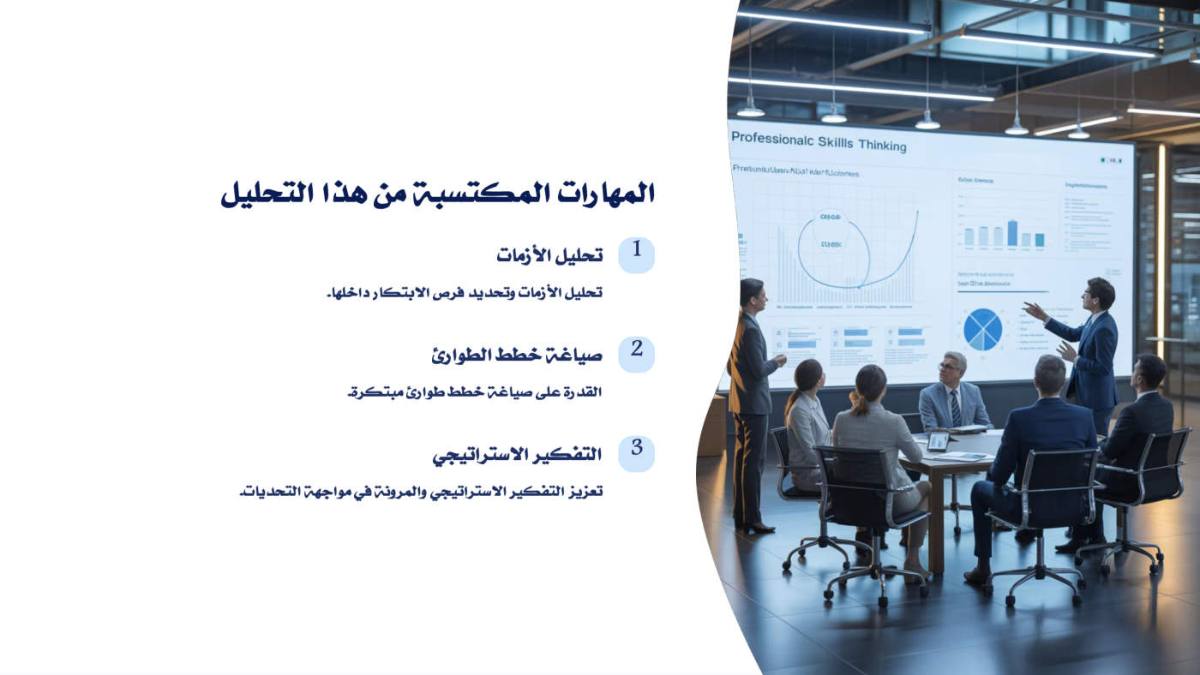 المهارات المكتسبة من هذا التحليل
1
تحليل الأزمات
تحليل الأزمات وتحديد فرص الابتكار داخلها.
2
صياغة خطط الطوارئ
القدرة على صياغة خطط طوارئ مبتكرة.
3
التفكير الاستراتيجي
تعزيز التفكير الاستراتيجي والمرونة في مواجهة التحديات.
Professionalc Skillls Thinking